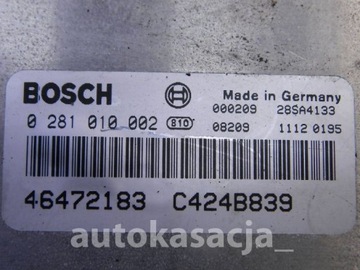 BOSCH Made in Germany
000209 28SA4133
0 281 010 002 810 08209 1112 0195
46472183 C424B839
autokasacja_